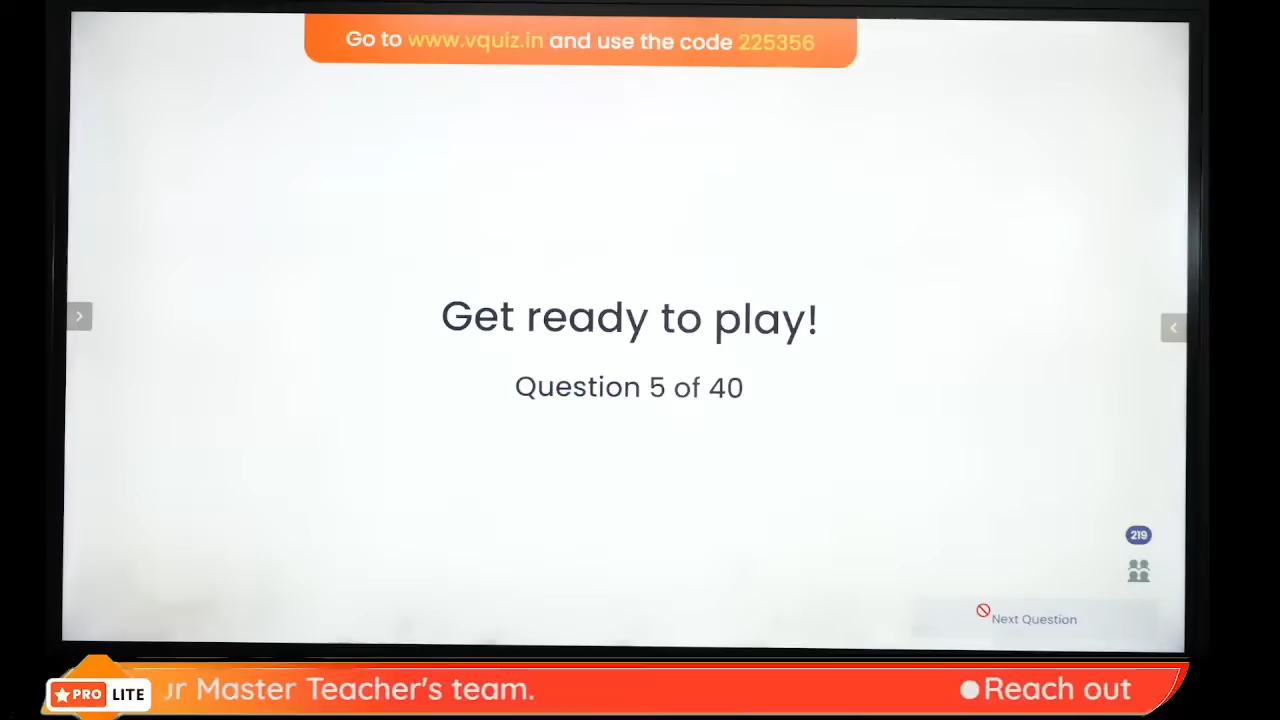 Go to www.vquiz.in and use the code 225356
Get ready to play!
Question 5 of 40
219
Next Question
PRO LITE
Master Teacher's team.
Reach out